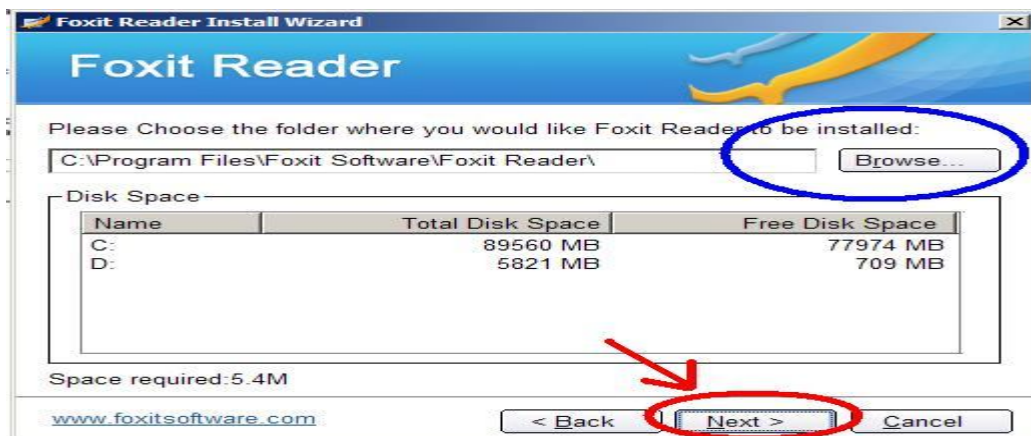 Foxit Reader Install Wizard
Foxit Reader
Please Choose the folder where you would like Foxit Reader to be installed:
C:\Program Files\Foxit Software\Foxit Reader\
Browse...
Disk Space
Name Total Disk Space Free Disk Space
C: 89560 MB 77974 MB
D: 5821 MB 709 MB
Space required:5.4M
www.foxitsoftware.com < Back Next > Cancel